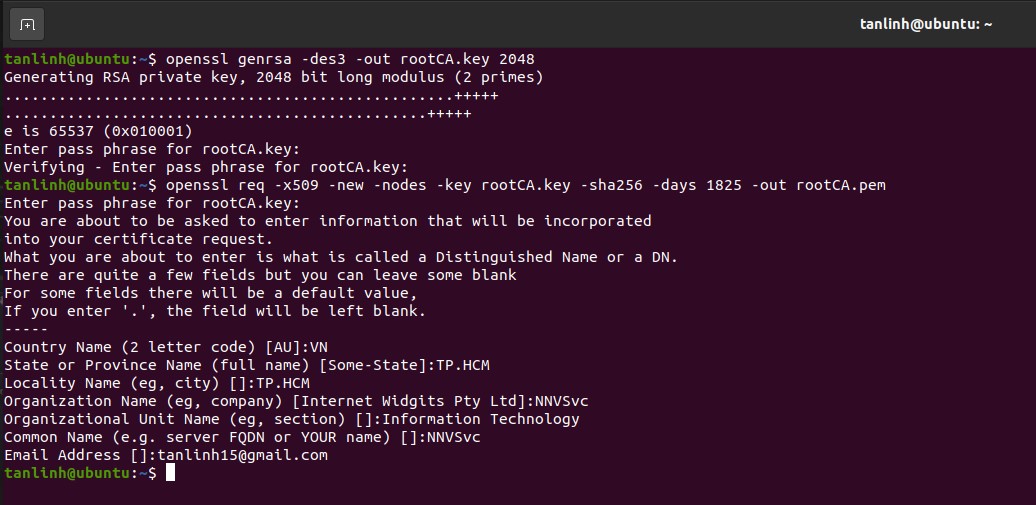 tanlinh@ubuntu: ~
tanlinh@ubuntu:~$ openssl genrsa -des3 -out rootCA.key 2048
Generating RSA private key, 2048 bit long modulus (2 primes)
..................................................+++++
...............................................+++++
e is 65537 (0x010001)
Enter pass phrase for rootCA.key:
Verifying - Enter pass phrase for rootCA.key:
tanlinh@ubuntu:~$ openssl req -x509 -new -nodes -key rootCA.key -sha256 -days 1825 -out rootCA.pem
Enter pass phrase for rootCA.key:
You are about to be asked to enter information that will be incorporated
into your certificate request.
What you are about to enter is what is called a Distinguished Name or a DN.
There are quite a few fields but you can leave some blank
For some fields there will be a default value,
If you enter '.', the field will be left blank.
-----
Country Name (2 letter code) [AU]:VN
State or Province Name (full name) [Some-State]:TP.HCM
Locality Name (eg, city) []:TP.HCM
Organization Name (eg, company) [Internet Widgits Pty Ltd]:NNVSvc
Organizational Unit Name (eg, section) []:Information Technology
Common Name (e.g. server FQDN or YOUR name) []:NNVSvc
Email Address []:tanlinh15@gmail.com
tanlinh@ubuntu:~$